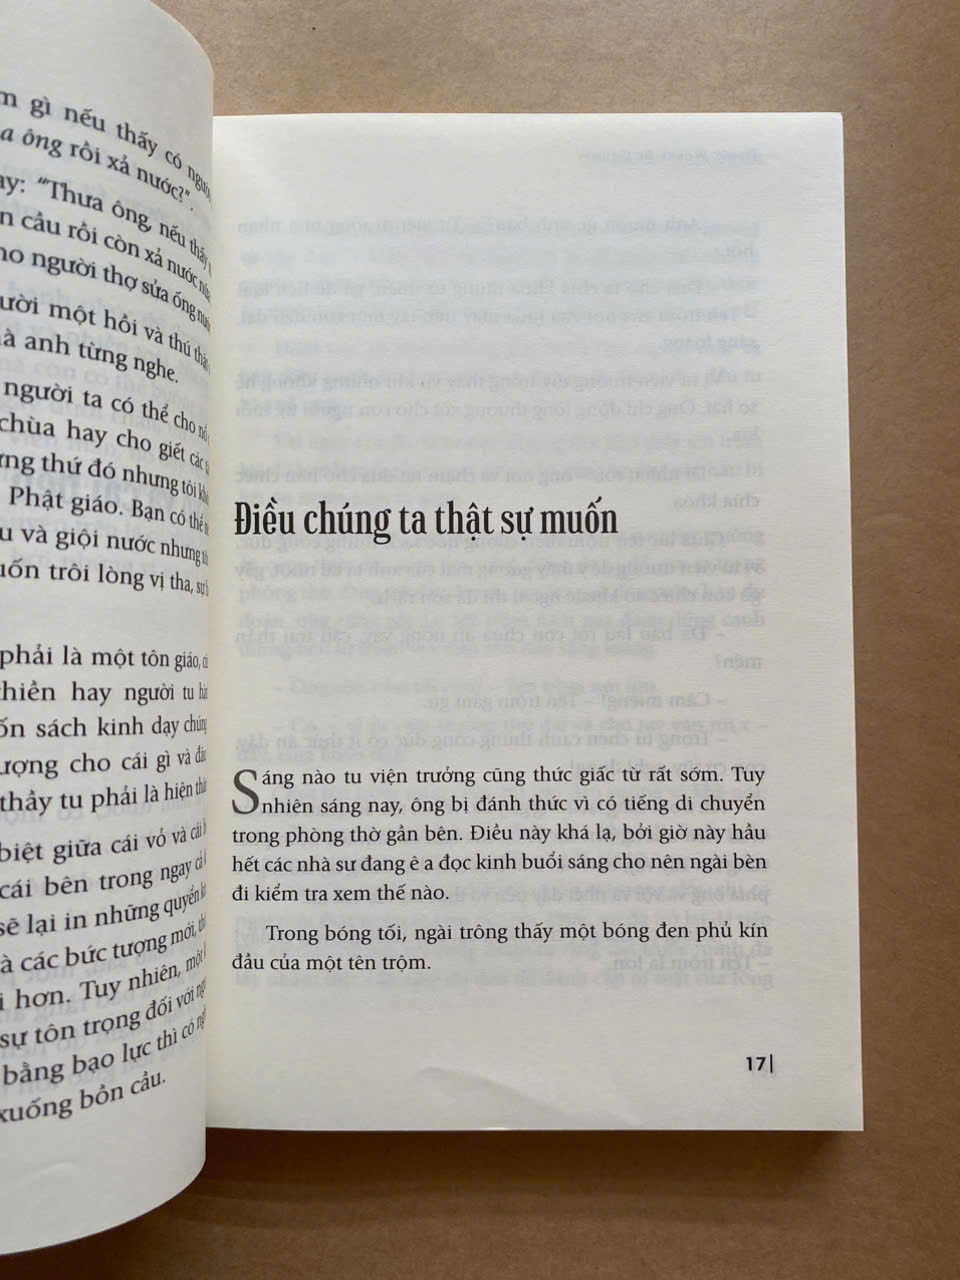 m gì nếu thấy có người
a ông rồi xả nước?".
ay: "Thưa ông, nếu thấy
n cầu rồi còn xả nước nữa
ho người thợ sửa ống nước
ười một hồi và thú thật
à anh từng nghe.
người ta có thể cho nổ
chùa hay cho giết các
ng thứ đó nhưng tôi
Phật giáo. Bạn có thể
u và giội nước nhưng
uốn trôi lòng vị tha, sự
phải là một tôn giáo,
hiền hay người tu
ốn sách kinh dạy chúng
ượng cho cái gì và
thầy tu phải là hiện
biệt giữa cái vỏ và cái
cái bên trong ngay cả
sẽ lại in những quyển
à các bức tượng mới,
i hơn. Tuy nhiên, một
sự tôn trọng đối với
bằng bạo lực thì có
xuống bồn cầu.
Điều chúng ta thật sự muốn
Sáng nào tu viện trưởng cũng thức giấc từ rất sớm. Tuy
nhiên sáng nay, ông bị đánh thức vì có tiếng di chuyển
trong phòng thờ gần bên. Điều này khá lạ, bởi giờ này hầu
hết các nhà sư đang ê a đọc kinh buổi sáng cho nên ngài bèn
đi kiểm tra xem thế nào.
Trong bóng tối, ngài trông thấy một bóng đen phủ kín
đầu của một tên trộm.
17|